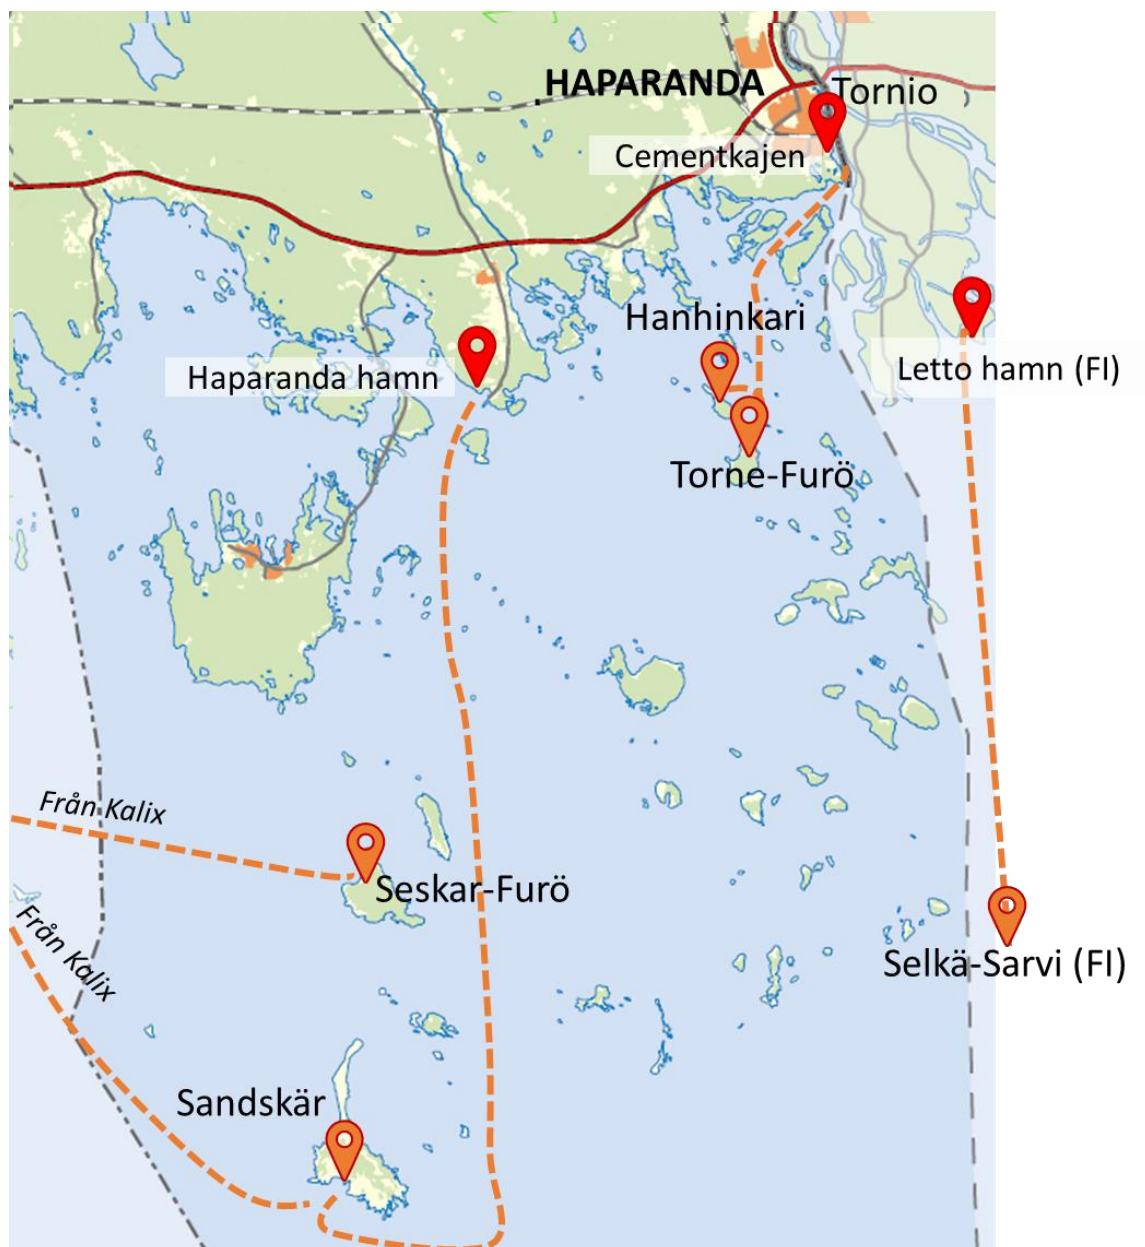 HAPARANDA
Tornio
Cementkajen
Hanhinkari
Haparanda hamn
Letto hamn (FI)
Torne-Furö
Från Kalix
Seskar-Furö
Från Kalix
Selkä-Sarvi (FI)
Sandskär